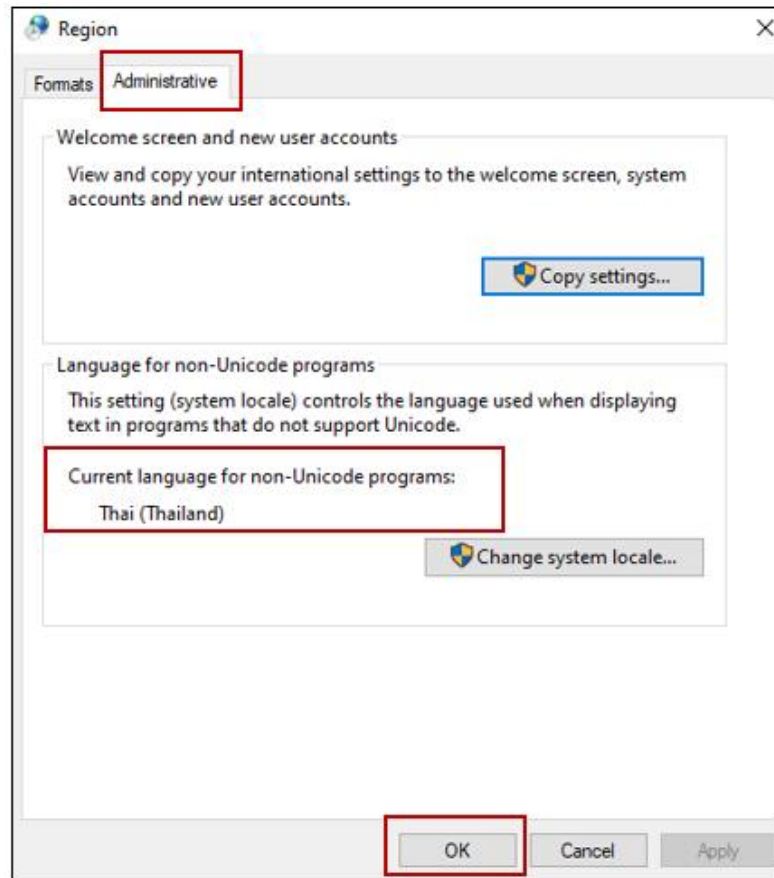 Region
Formats
Administrative
Welcome screen and new user accounts
View and copy your international settings to the welcome screen, system
accounts and new user accounts.
Copy settings...
Language for non-Unicode programs
This setting (system locale) controls the language used when displaying
text in programs that do not support Unicode.
Current language for non-Unicode programs:
Thai (Thailand)
Change system locale...
OK
Cancel
Apply